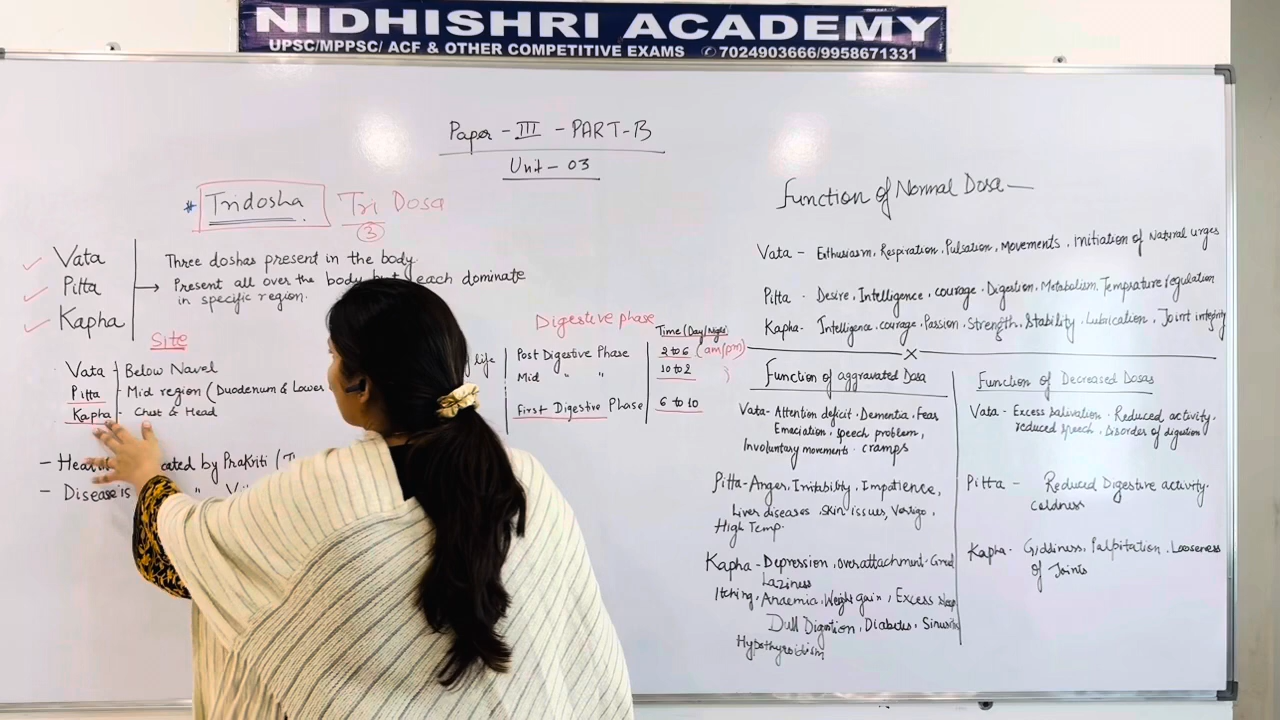 NIDHISHRI ACADEMY
UPSC/MPPSC/ ACF & OTHER COMPETITIVE EXAMS ✆7024903666/9958671331
Paper - III - PART-B
Unit - 03
* Tridosha Tri Dosa
3
Vata
Pitta
Kapha
Three doshas present in the body.
→ Present all over the body but each dominate
in specific region.
Site
Vata - Below Navel
Pitta - Mid region (Duodenum & Lower
Kapha - Chest & Head
life
Digestive phase
Post Digestive Phase
Mid " "
First Digestive Phase
Time (Day/Night)
2 to 6 (am/pm)
10 to 2
6 to 10
- Hea cated by Prakriti (
- Disease is "
Function of Normal Dosa —
Vata - Enthusiasm, Respiration, Pulsation, Movements, Initiation of Natural urges
Pitta - Desire, Intelligence, courage, Digestion, Metabolism, Temprature regulation
Kapha - Intelligence, courage, Passion, Strength, Stability, Lubrication, Joint integrity
Function of aggravated Dosa
Vata - Attention deficit, Dementia, Fear
Emaciation, speech problem,
Involuntary movements, cramps
Pitta - Anger, Irritability, Impatience,
Liver diseases, skin issues, Vertigo,
High Temp.
Kapha - Depression, overattachment, Greed
Laziness
Itching, Anaemia, Weight gain, Excess sleep
Dull Digestion, Diabetes, Sinusitis
Hypothyroidism
Function of Decreased Dosas
Vata - Excess salivation, Reduced activity,
reduced speech, Disorder of digestion
Pitta - Reduced Digestive activity,
coldness
Kapha - Giddiness, Palpitation, Looseness
of Joints